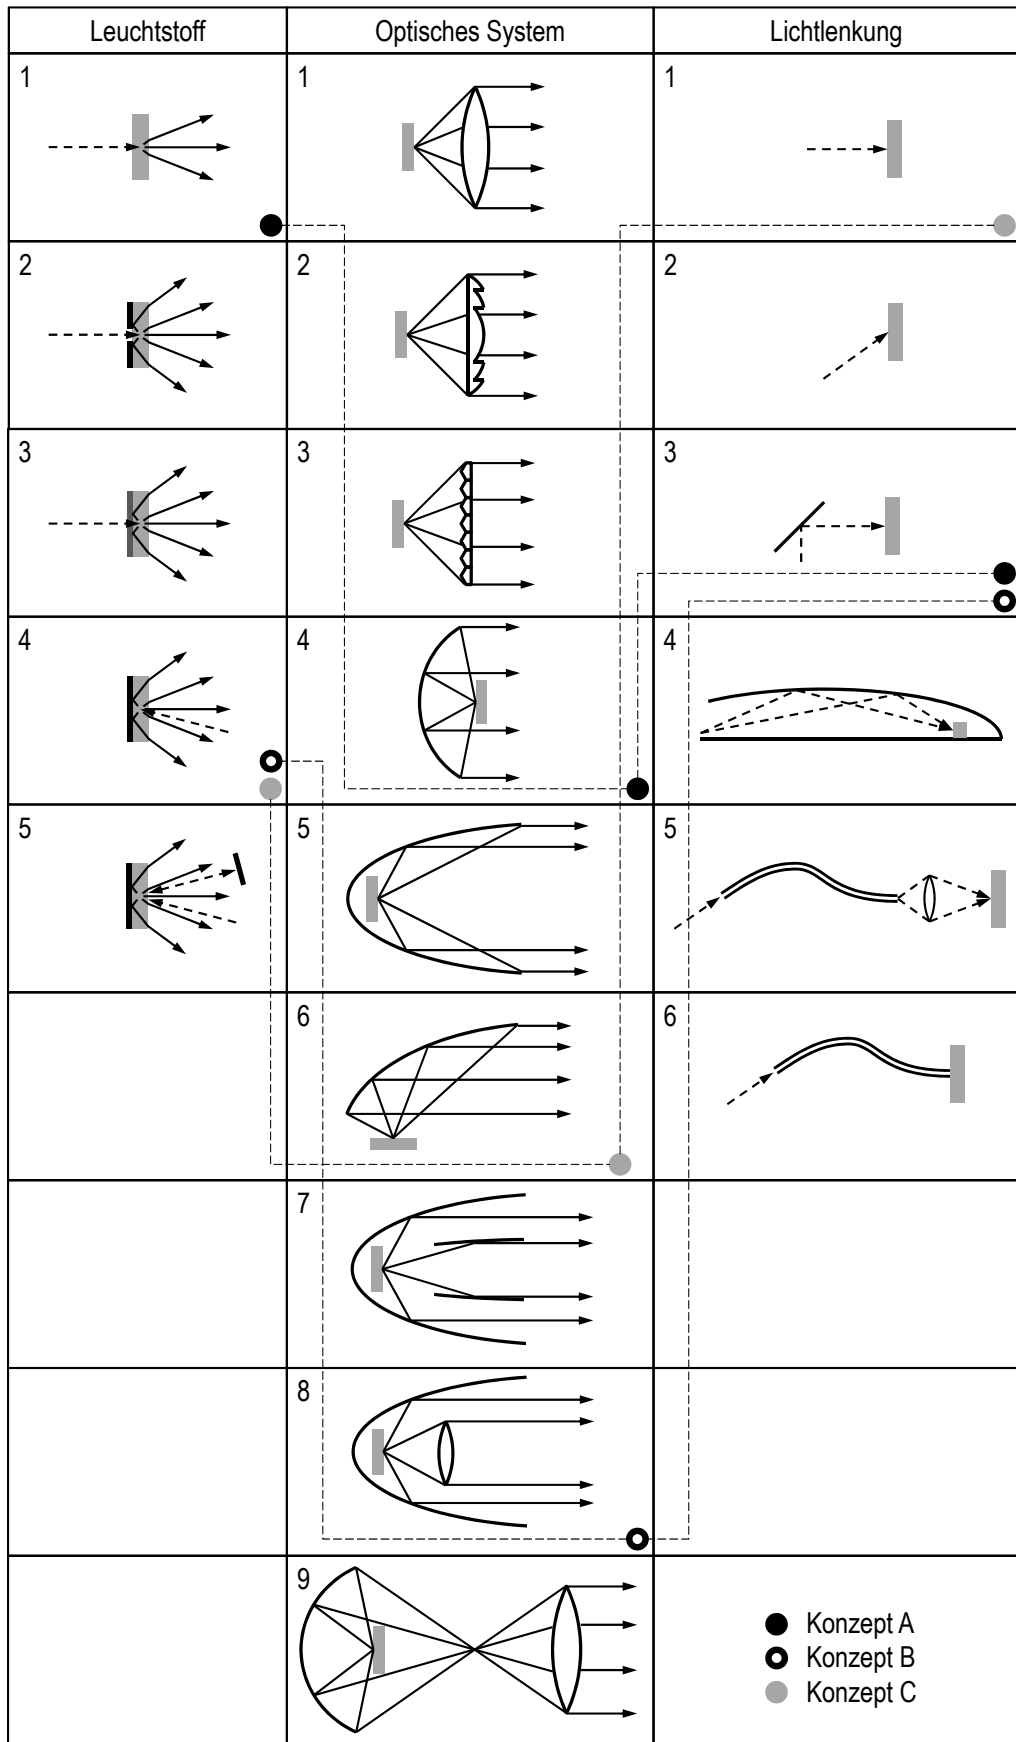 Leuchtstoff Optisches System Lichtlenkung
1 1 1
2 2 2
3 3 3
4 4 4
5 5 5
6 6
7
8
9
Konzept A
Konzept B
Konzept C